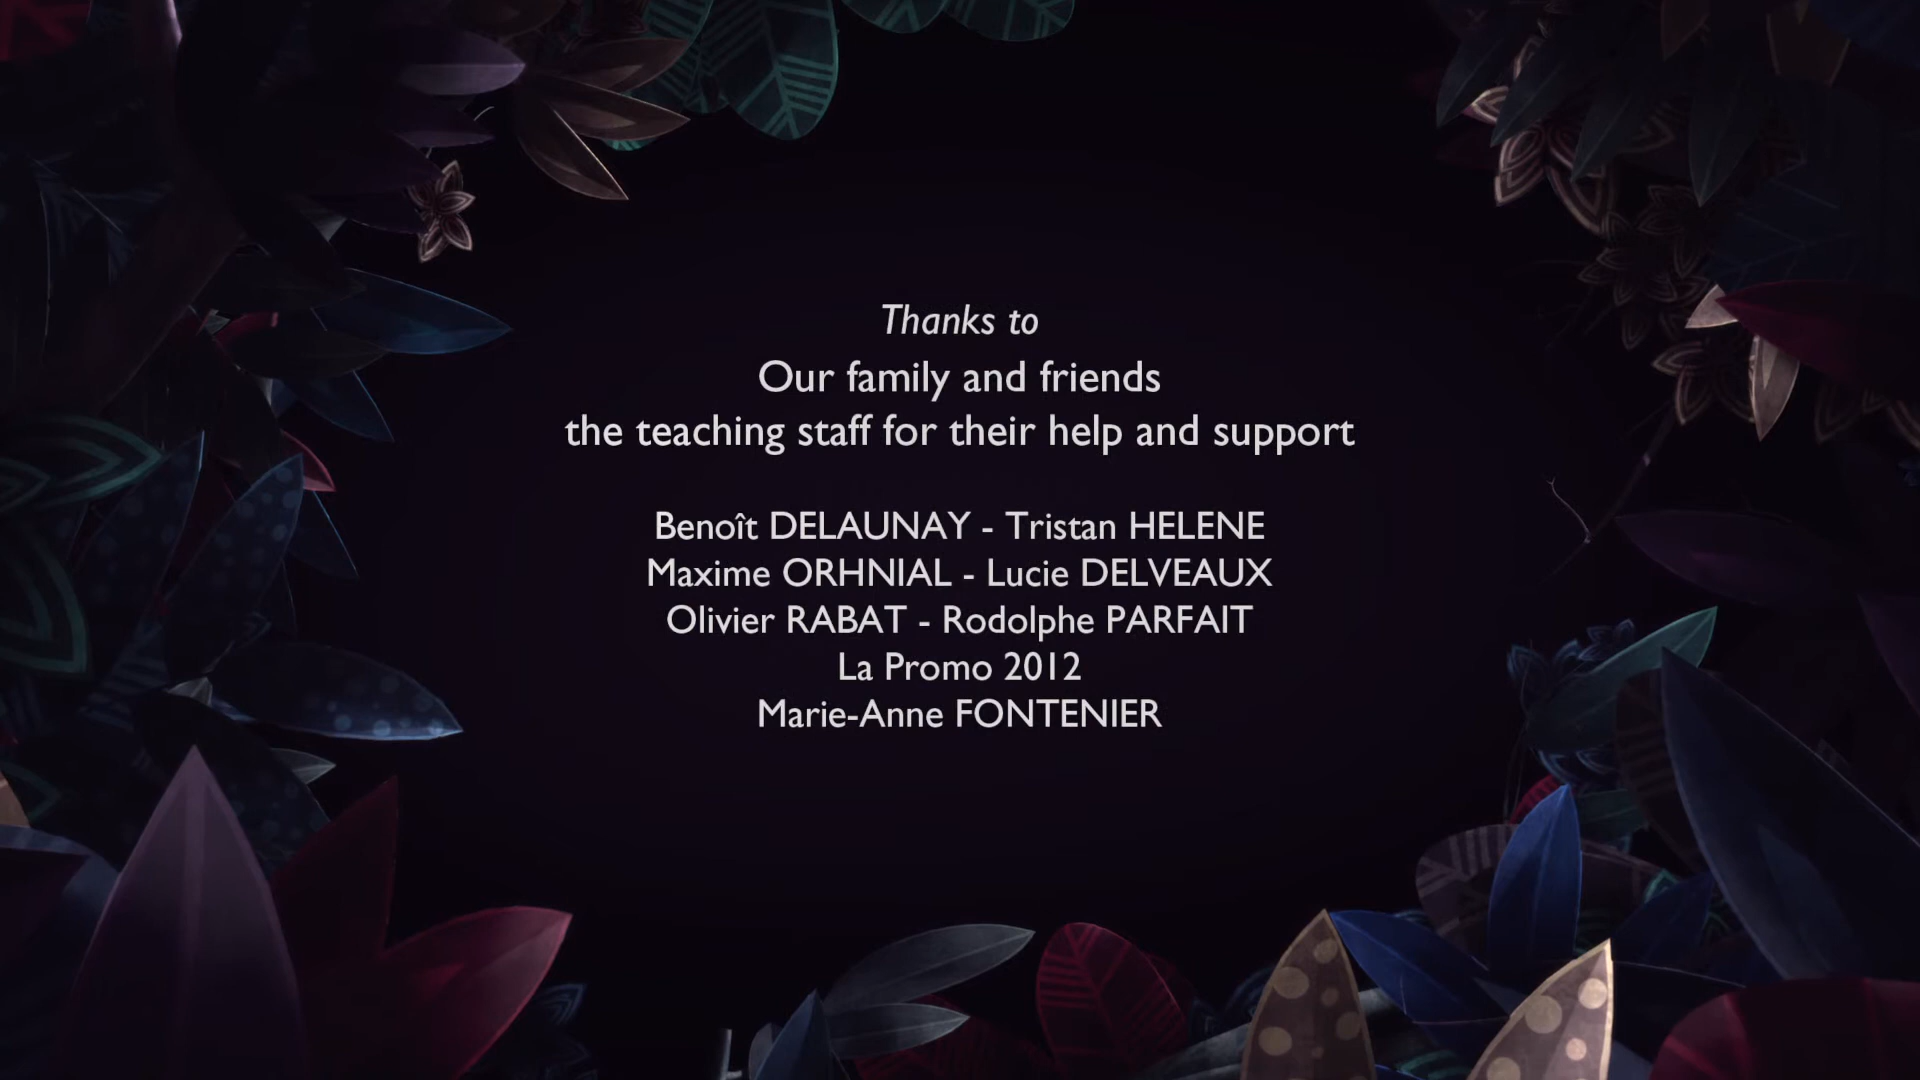 Thanks to
Our family and friends
the teaching staff for their help and support
Benoît DELAUNAY - Tristan HELENE
Maxime ORHNIAL - Lucie DELVEAUX
Olivier RABAT - Rodolphe PARFAIT
La Promo 2012
Marie-Anne FONTENIER